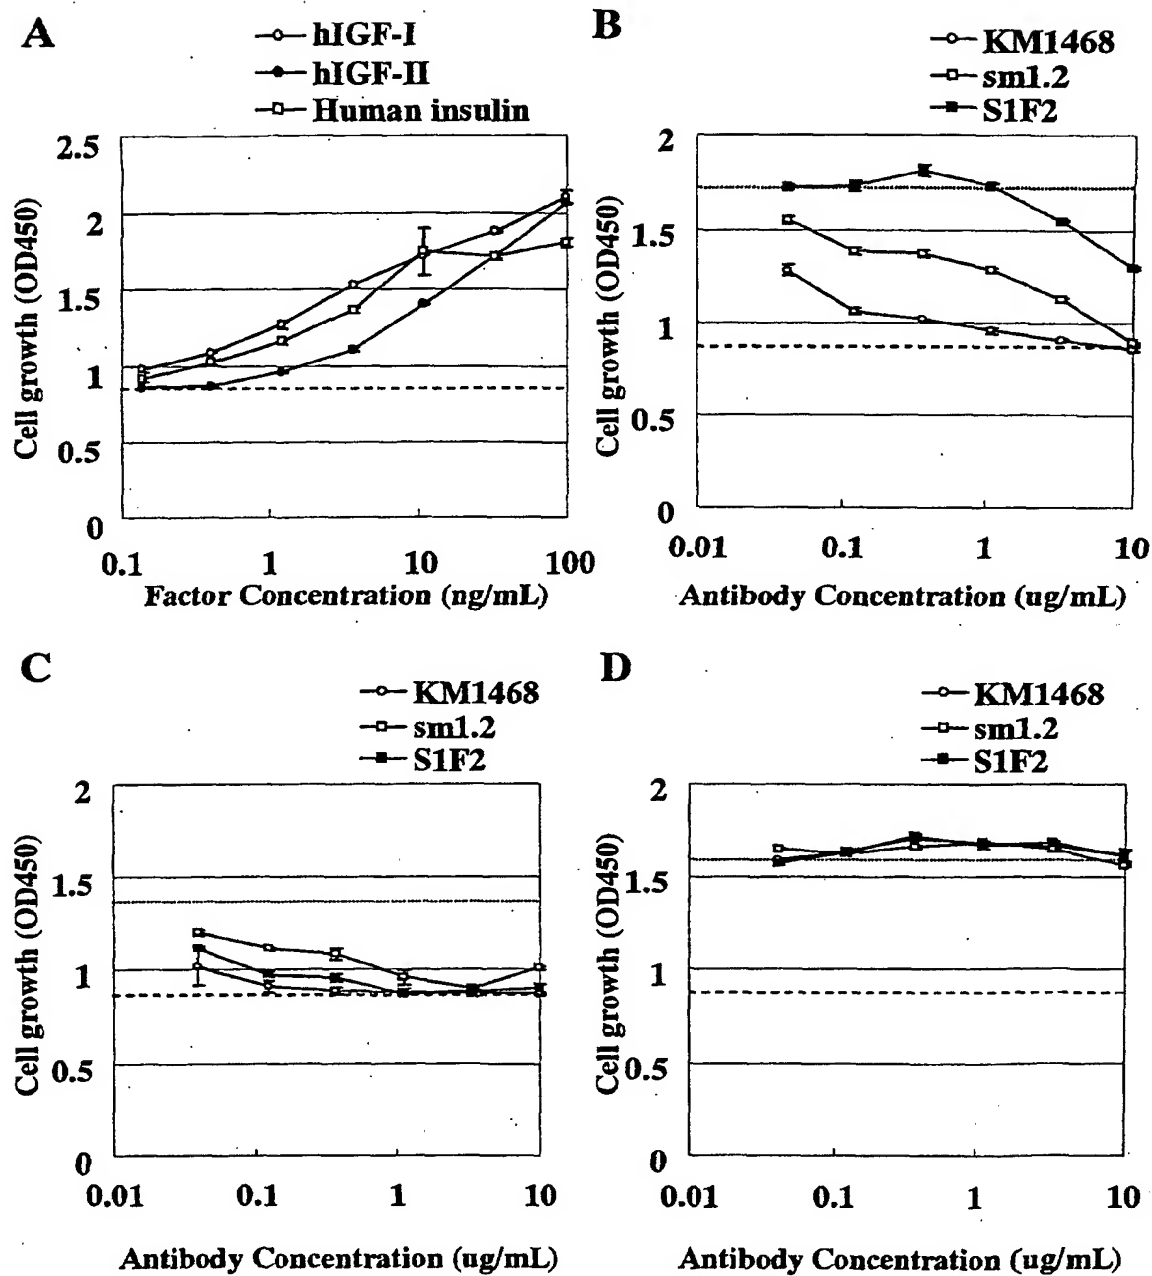 A
hIGF-I
hIGF-II
Human insulin
2.5
2
1.5
1
0.5
0
0.1 1 10 100
Cell growth (OD450)
Factor Concentration (ng/mL)
B
KM1468
sm1.2
S1F2
2
1.5
1
0.5
0
0.01 0.1 1 10
Cell growth (OD450)
Antibody Concentration (ug/mL)
C
KM1468
sm1.2
S1F2
2
1.5
1
0.5
0
0.01 0.1 1 10
Cell growth (OD450)
Antibody Concentration (ug/mL)
D
KM1468
sm1.2
S1F2
2
1.5
1
0.5
0
0.01 0.1 1 10
Cell growth (OD450)
Antibody Concentration (ug/mL)